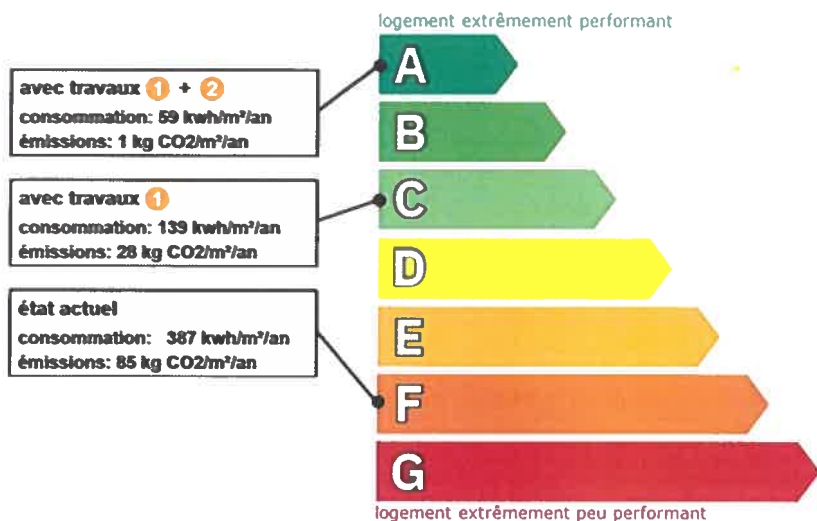 logement extrêmement performant
A
avec travaux 1 + 2
consommation: 59 kwh/m²/an
émissions: 1 kg CO2/m²/an
B
avec travaux 1
consommation: 139 kwh/m²/an
émissions: 28 kg CO2/m²/an
C
D
état actuel
consommation: 387 kwh/m²/an
émissions: 85 kg CO2/m²/an
E
F
G
logement extrêmement peu performant